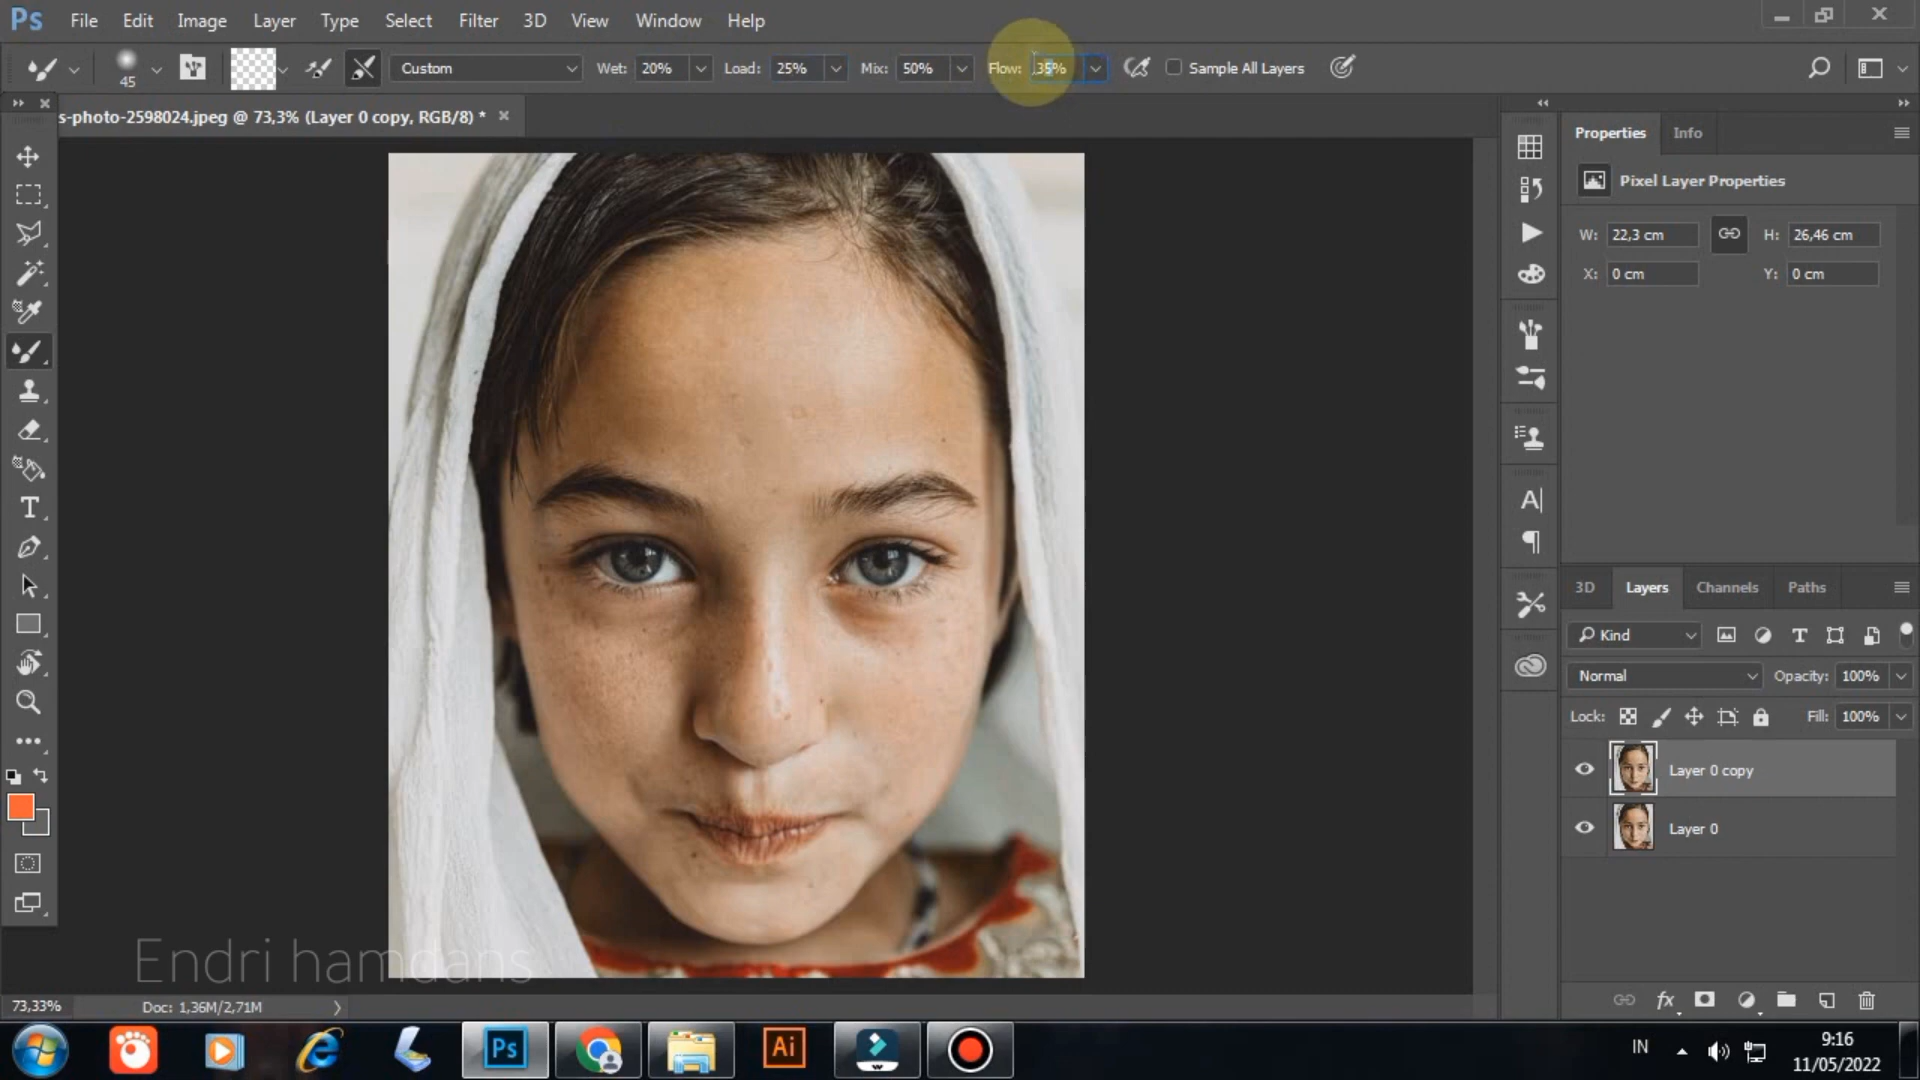 Ps File Edit Image Layer Type Select Filter 3D View Window Help
45 Custom Wet: 20% Load: 25% Mix: 50% Flow: 35% Sample All Layers
s-photo-2598024.jpeg @ 73,3% (Layer 0 copy, RGB/8) *
Properties Info
Pixel Layer Properties
W: 22,3 cm H: 26,46 cm
X: 0 cm Y: 0 cm
3D Layers Channels Paths
Kind
Normal Opacity: 100%
Lock: Fill: 100%
Layer 0 copy
Layer 0
Endri hamdans
73,33% Doc: 1,36M/2,71M
Ps Ai IN 9:16
11/05/2022